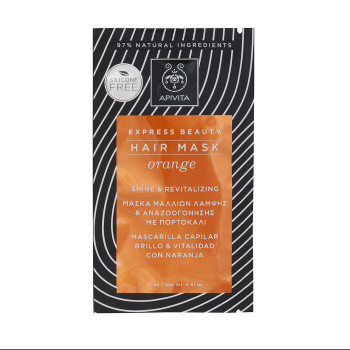 97% NATURAL INGREDIENTS
SILICONE
FREE
APIVITA
EXPRESS BEAUTY
HAIR MASK
orange
SHINE & REVITALIZING
ΜΑΣΚΑ ΜΑΛΛΙΩΝ ΛΑΜΨΗΣ
& ΑΝΑΖΩΟΓΟΝΗΣΗΣ
ΜΕ ΠΟΡΤΟΚΑΛΙ
MASCARILLA CAPILAR
BRILLO & VITALIDAD
CON NARANJA